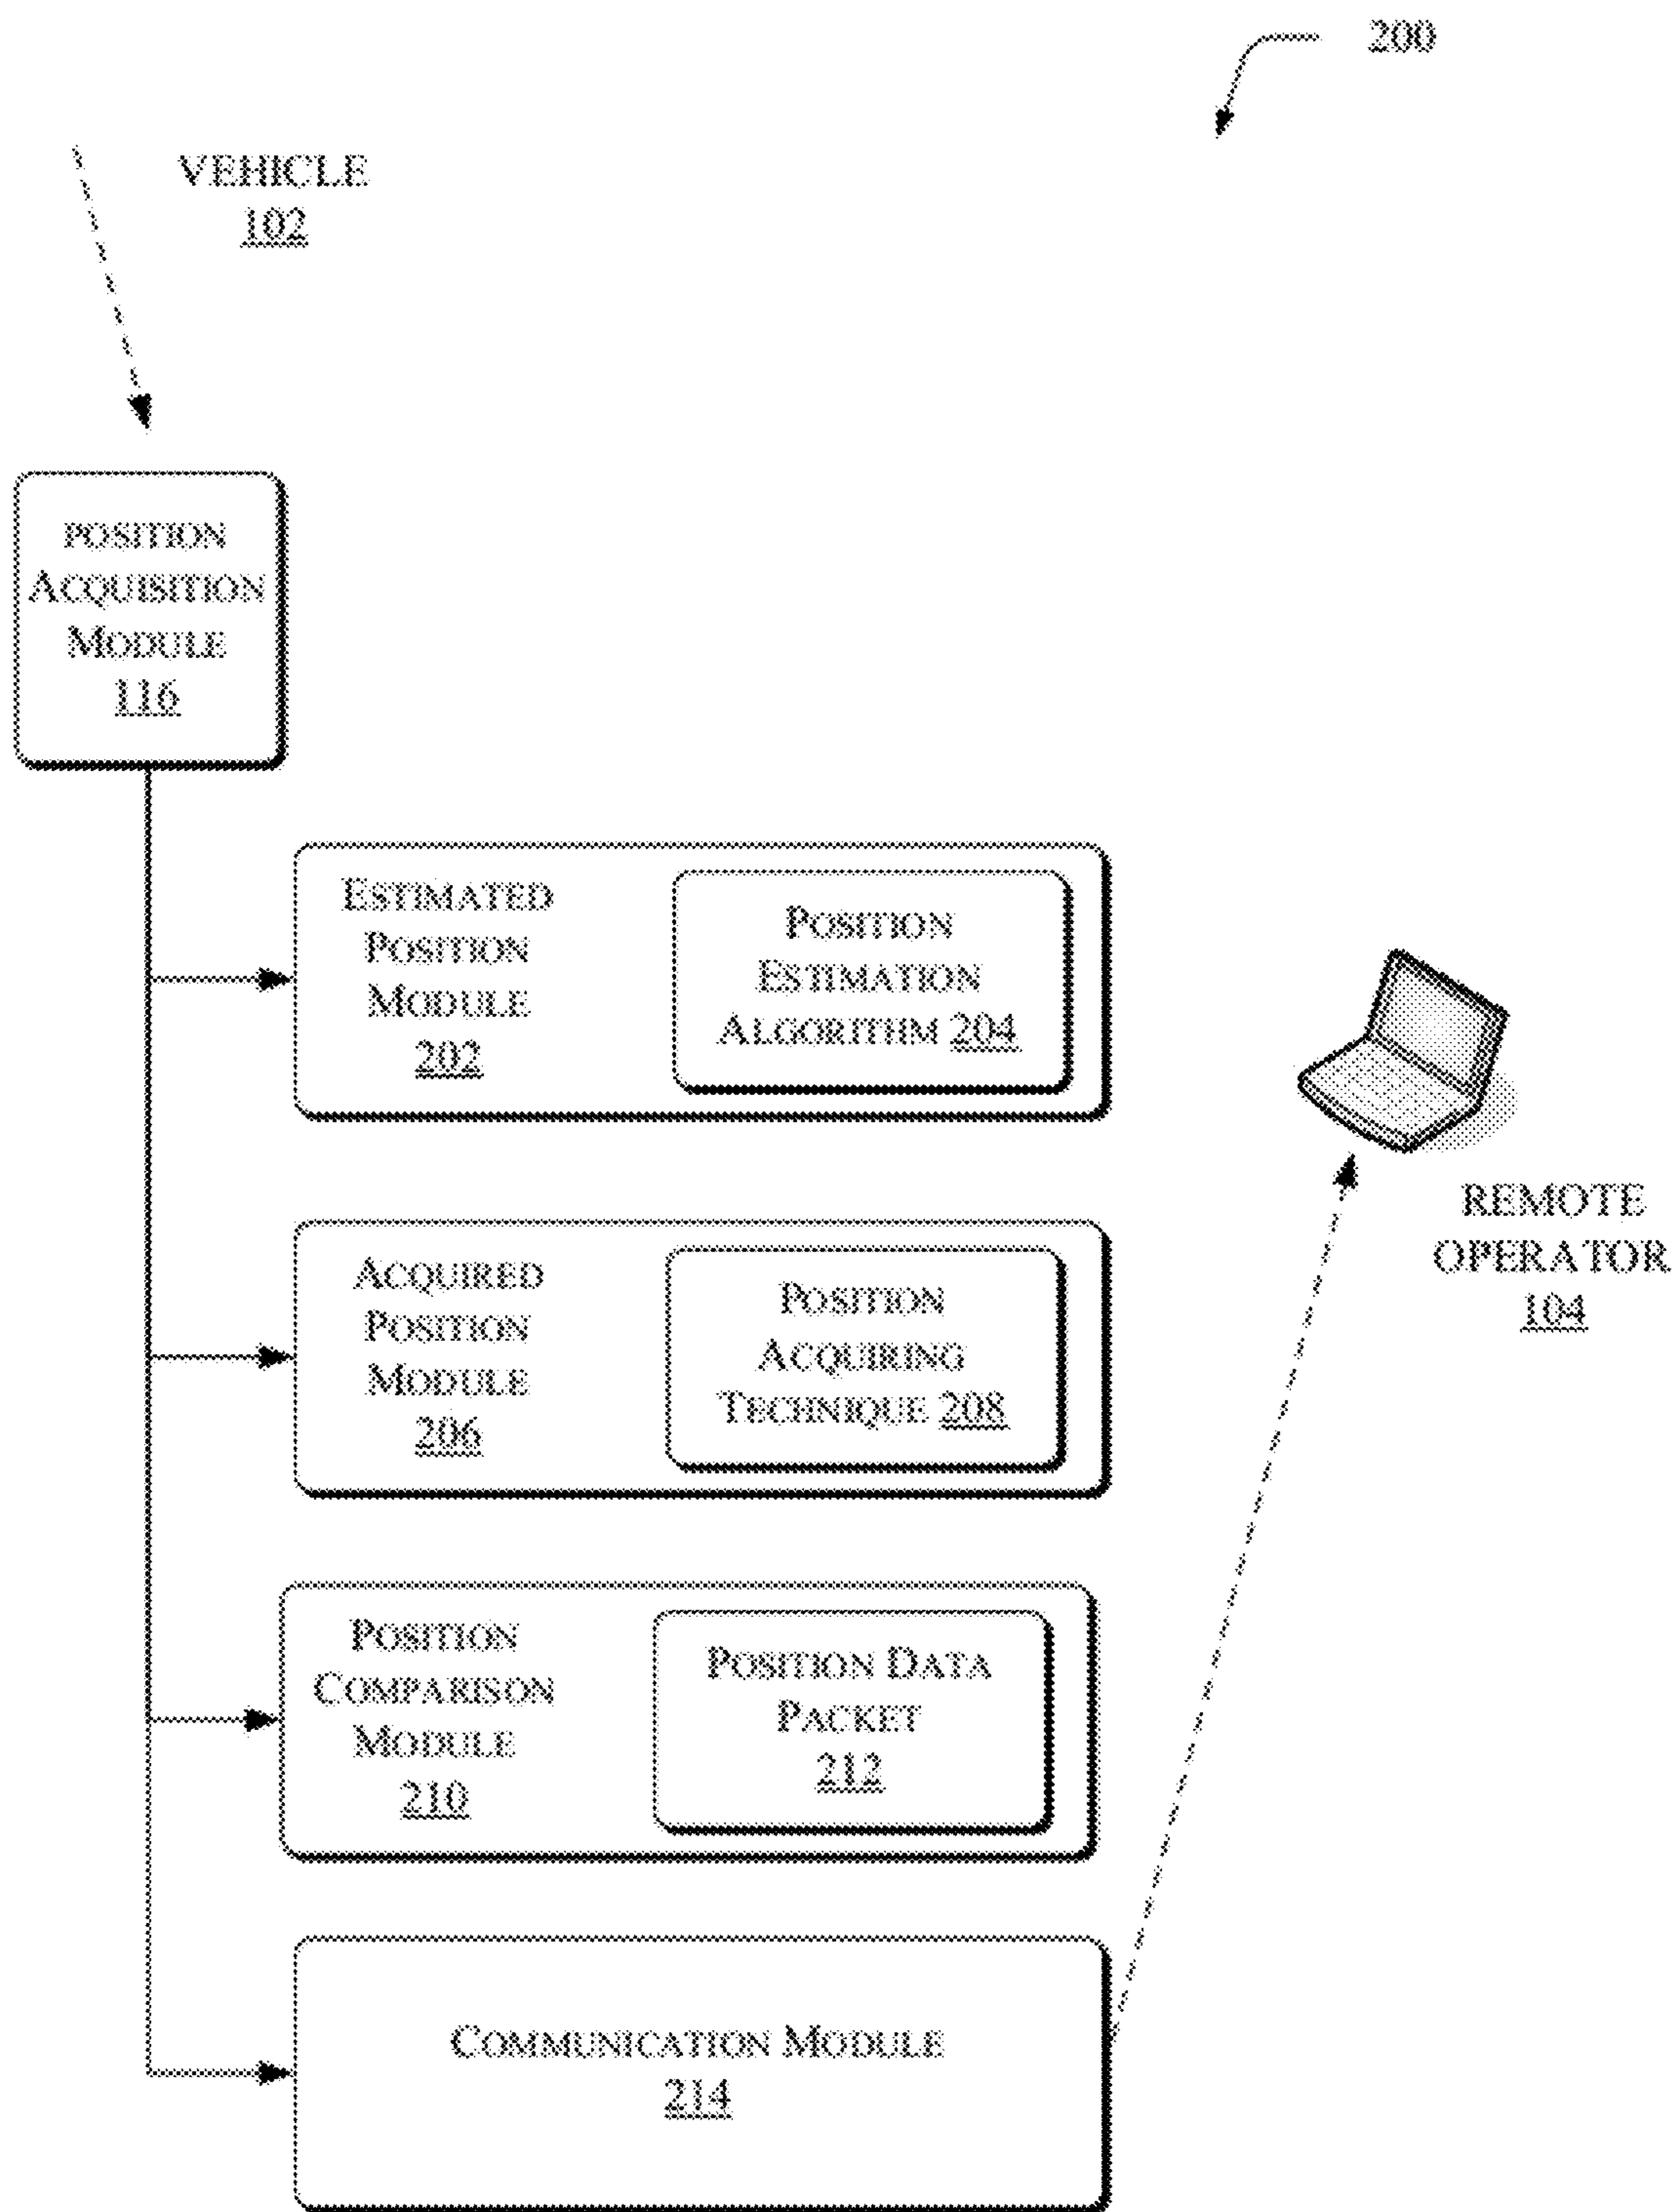 200
VEHICLE
102
POSITION
ACQUISITION
MODULE
116
ESTIMATED
POSITION
MODULE
202
POSITION
ESTIMATION
ALGORITHM 204
ACQUIRED
POSITION
MODULE
206
POSITION
ACQUIRING
TECHNIQUE 208
REMOTE
OPERATOR
104
POSITION
COMPARISON
MODULE
210
POSITION DATA
PACKET
212
COMMUNICATION MODULE
214